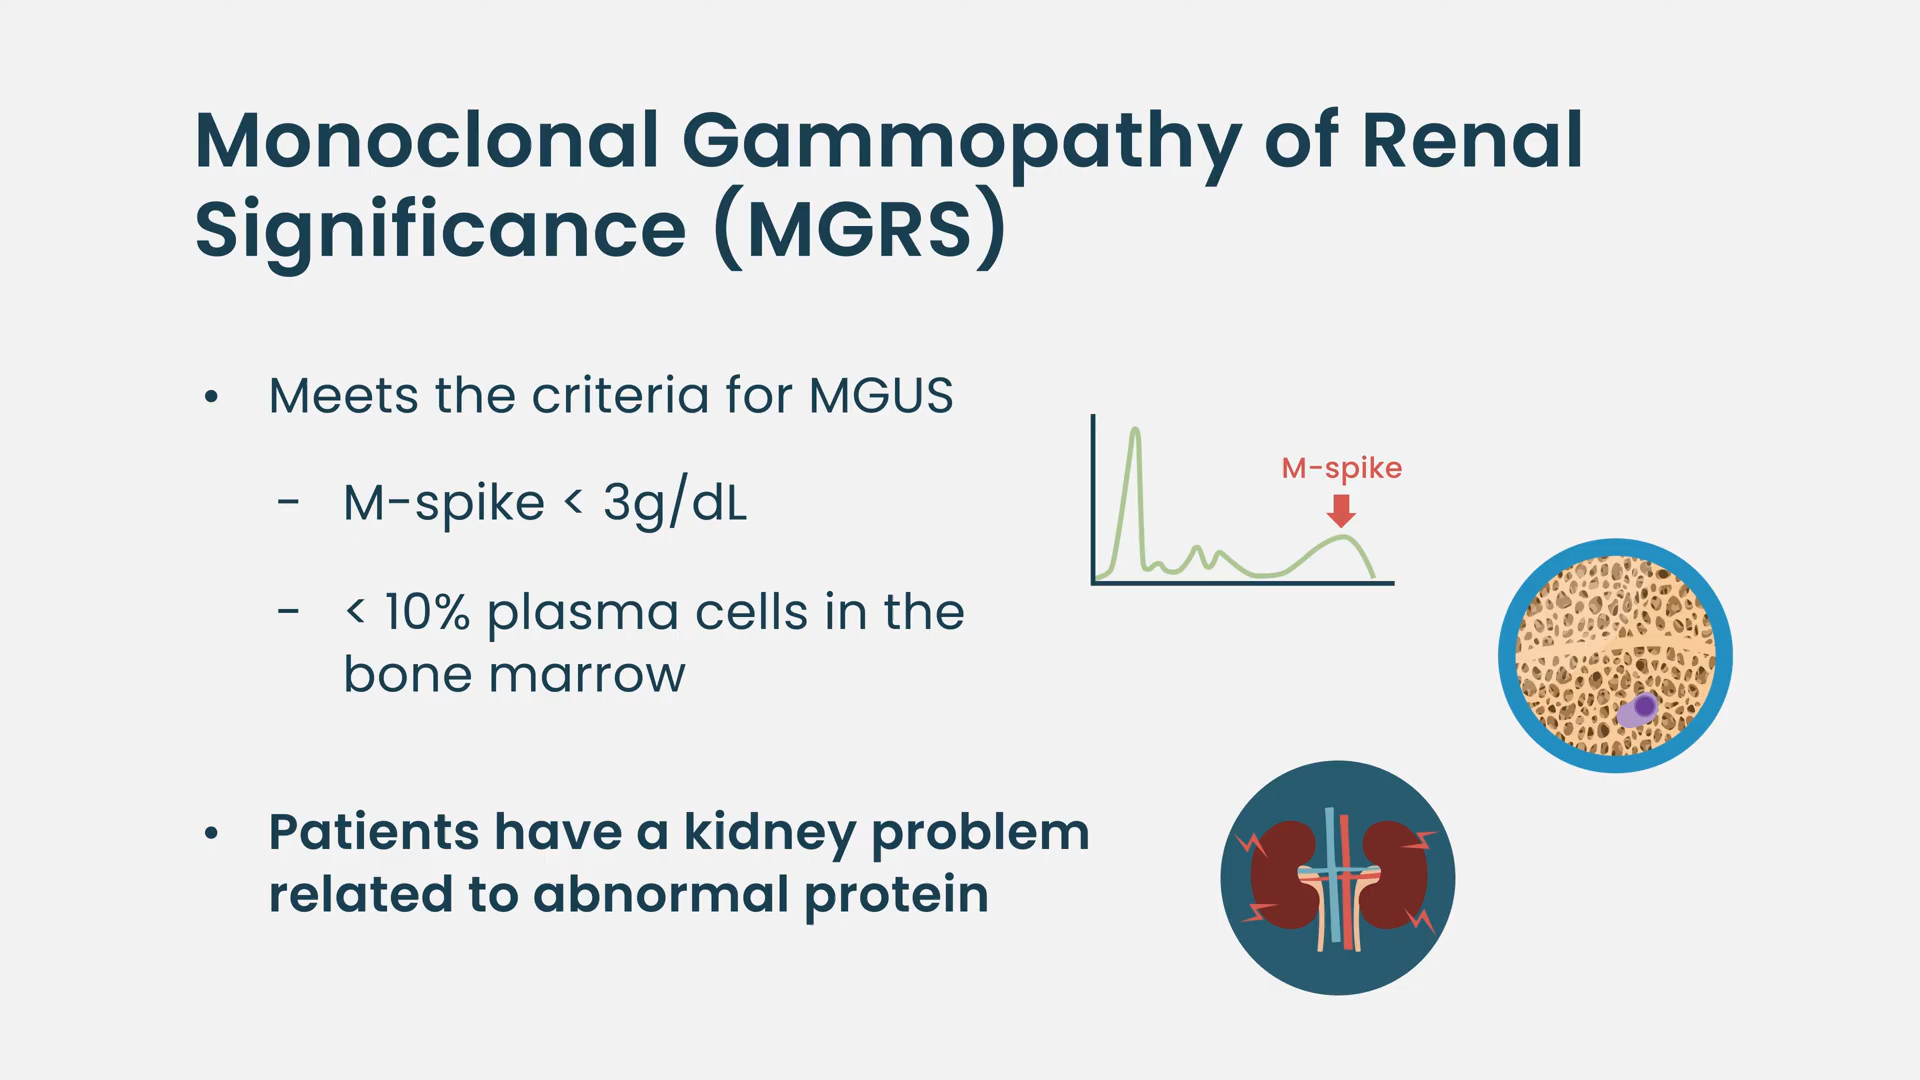 Monoclonal Gammopathy of Renal
Significance (MGRS)
• Meets the criteria for MGUS
- M-spike < 3g/dL
- < 10% plasma cells in the
bone marrow
• Patients have a kidney problem
related to abnormal protein
M-spike